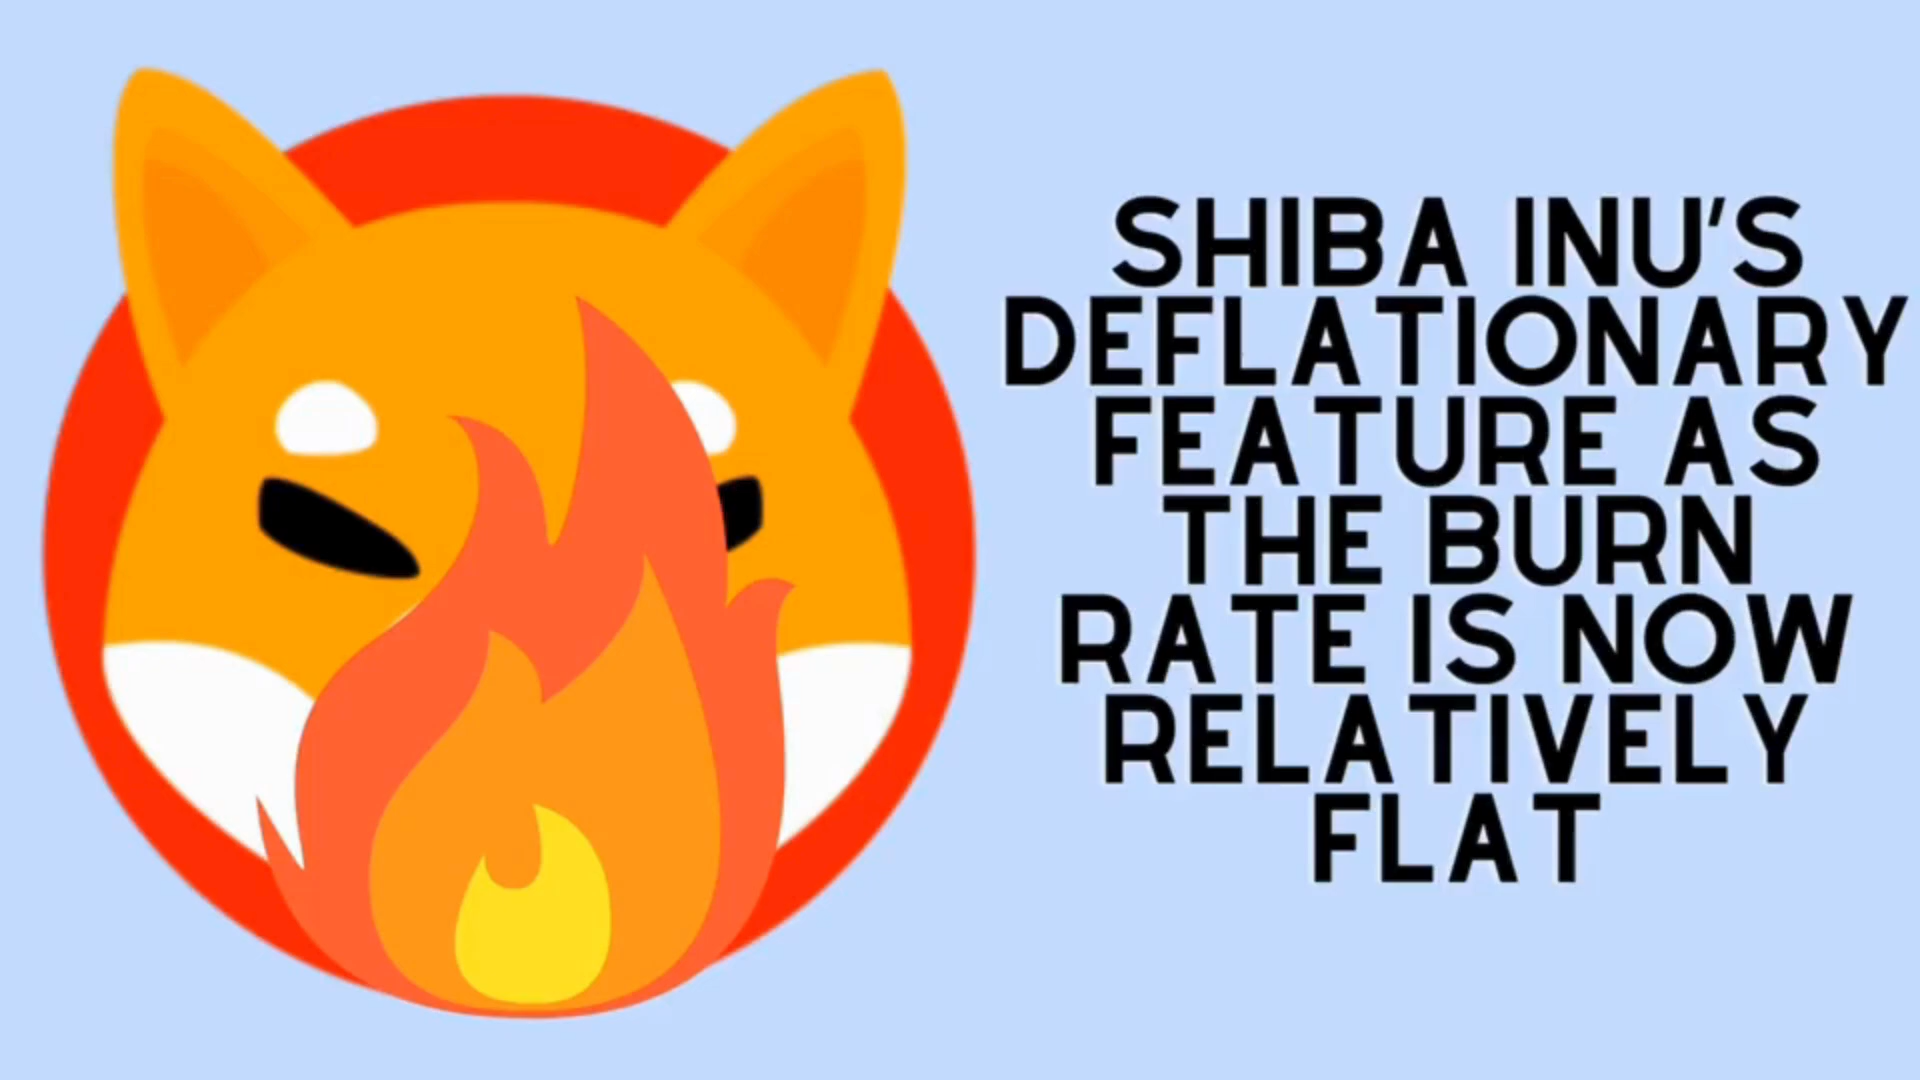 SHIBA INU'S
DEFLATIONARY
FEATURE AS
THE BURN
RATE IS NOW
RELATIVELY
FLAT